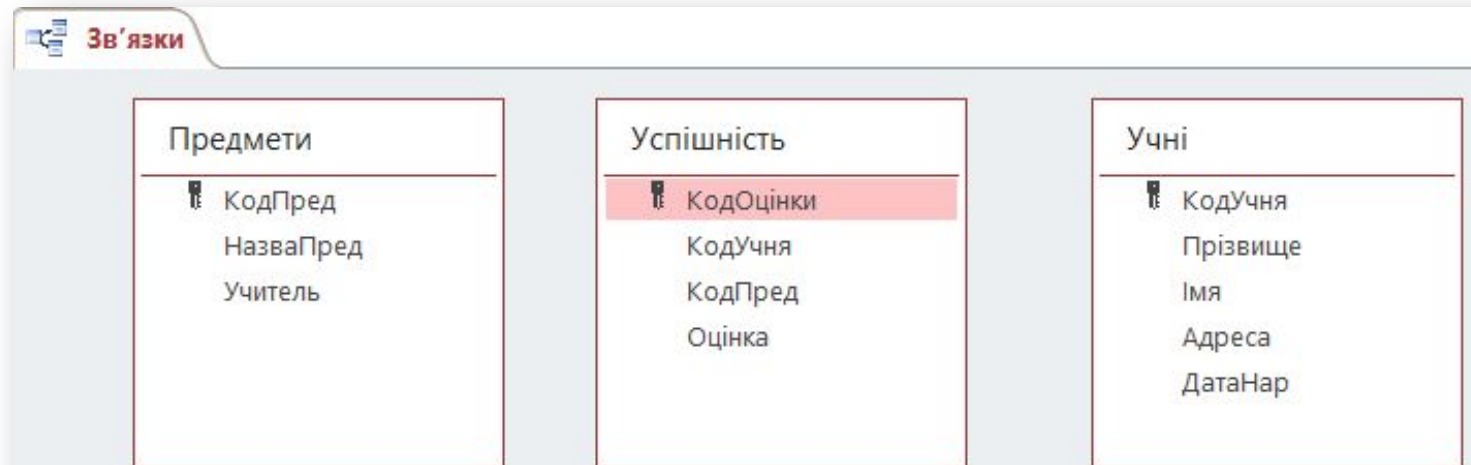 Зв’язки
Предмети
КодПред
НазваПред
Учитель
Успішність
КодОцінки
КодУчня
КодПред
Оцінка
Учні
КодУчня
Прізвище
Імя
Адреса
ДатаНар